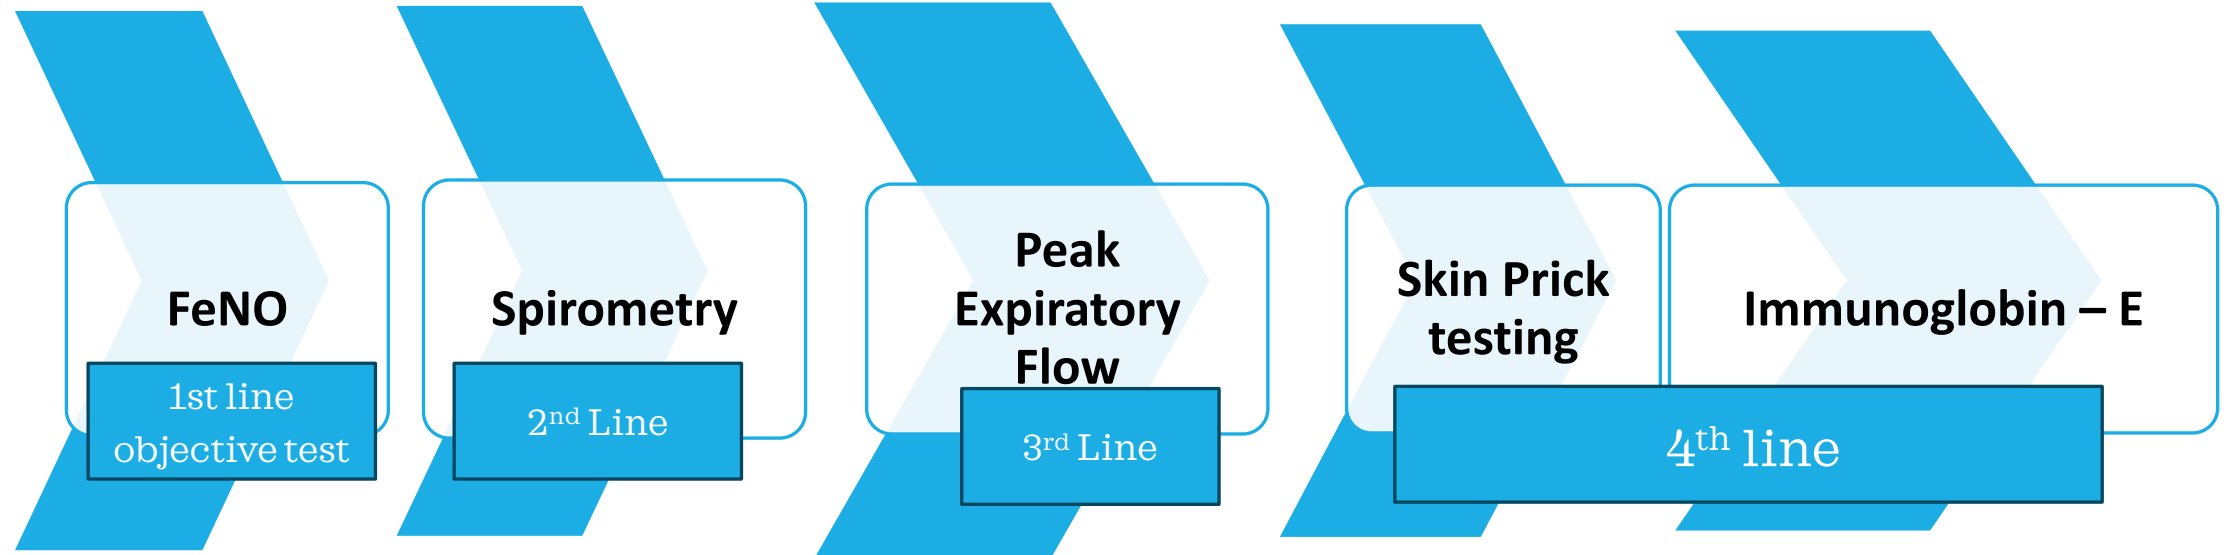 FeNO
1st line
objective test
Spirometry
2nd Line
Peak
Expiratory
Flow
3rd Line
Skin Prick
testing
Immunoglobin – E
4th line